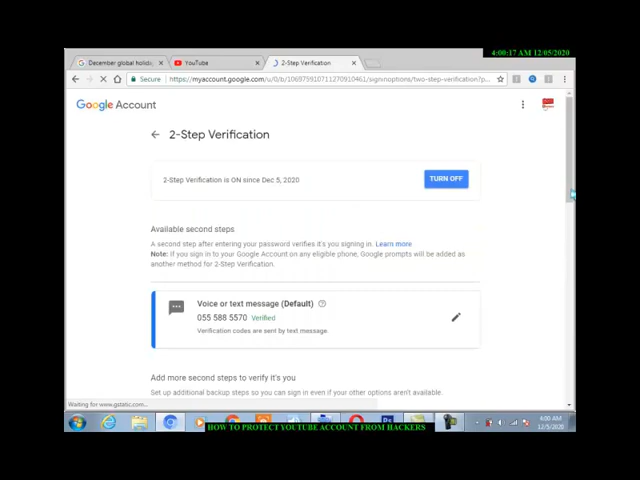 4:00:17 AM 12/05/2020
December global holida
YouTube
2-Step Verification
Secure
Google Account
2-Step Verification
2-Step Verification is ON since Dec 5, 2020
TURN OFF
Available second steps
A second step after entering your password verifies it's you signing in. Learn more
Note: If you sign in to your Google Account on any eligible phone, Google prompts will be added as
another method for 2-Step Verification.
Voice or text message (Default)
055 588 5570 Verified
Verification codes are sent by text message.
Add more second steps to verify it's you
Set up additional backup steps so you can sign in even if your other options aren't available.
Waiting for www.gstatic.com...
4:00 AM
12/5/2020
HOW TO PROTECT YOUTUBE ACCOUNT FROM HACKERS